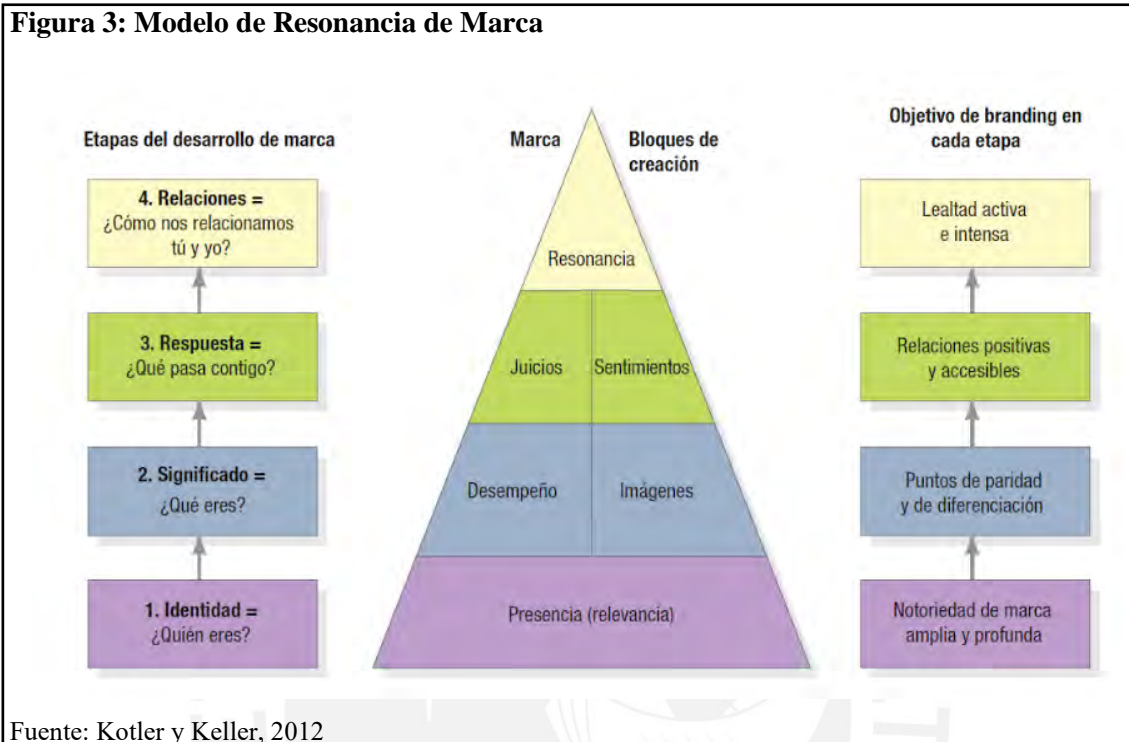 Figura 3: Modelo de Resonancia de Marca
Etapas del desarrollo de marca
4. Relaciones =
¿Cómo nos relacionamos
tú y yo?
3. Respuesta =
¿Qué pasa contigo?
2. Significado =
¿Qué eres?
1. Identidad =
¿Quién eres?
Marca
Bloques de
creación
Resonancia
Juicios
Sentimientos
Desempeño
Imágenes
Presencia (relevancia)
Objetivo de branding en
cada etapa
Lealtad activa
e intensa
Relaciones positivas
y accesibles
Puntos de paridad
y de diferenciación
Notoriedad de marca
amplia y profunda
Fuente: Kotler y Keller, 2012